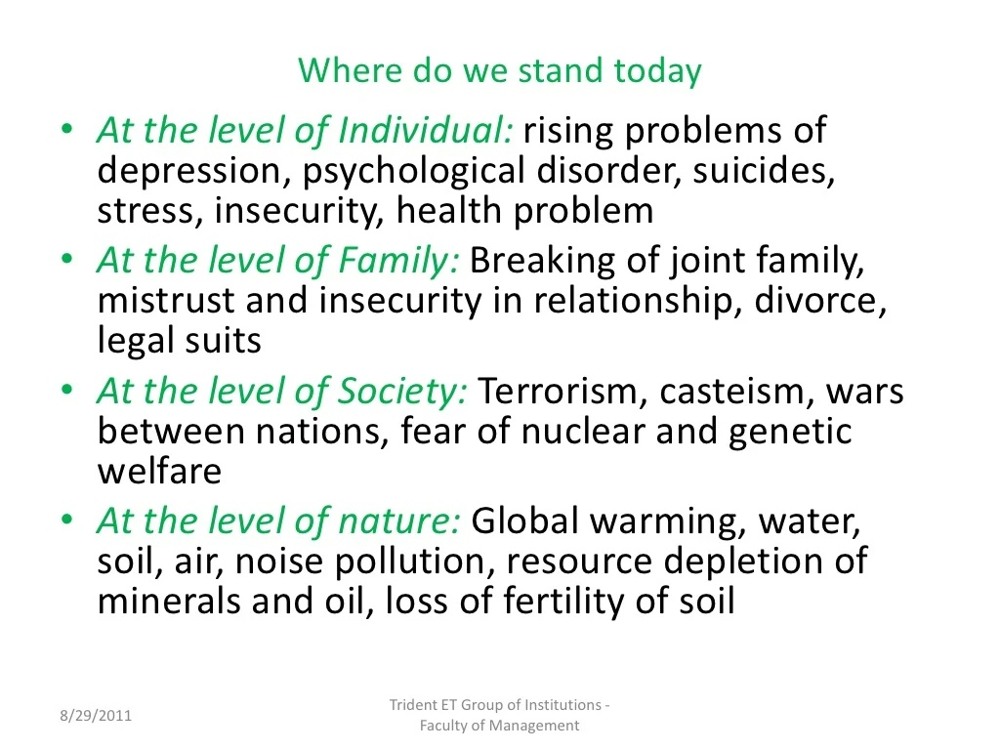 Where do we stand today
• At the level of Individual: rising problems of
depression, psychological disorder, suicides,
stress, insecurity, health problem
• At the level of Family: Breaking of joint family,
mistrust and insecurity in relationship, divorce,
legal suits
• At the level of Society: Terrorism, casteism, wars
between nations, fear of nuclear and genetic
welfare
• At the level of nature: Global warming, water,
soil, air, noise pollution, resource depletion of
minerals and oil, loss of fertility of soil
8/29/2011
Trident ET Group of Institutions -
Faculty of Management